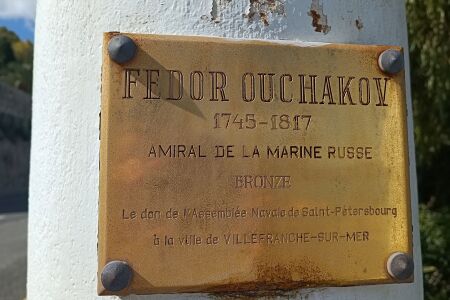 FEDOR OUCHAKOV
1745-1817
AMIRAL DE LA MARINE RUSSE
BRONZE
Le don de l'Assemblée Navale de Saint-Pétersbourg
à la ville de VILLEFRANCHE-SUR-MER